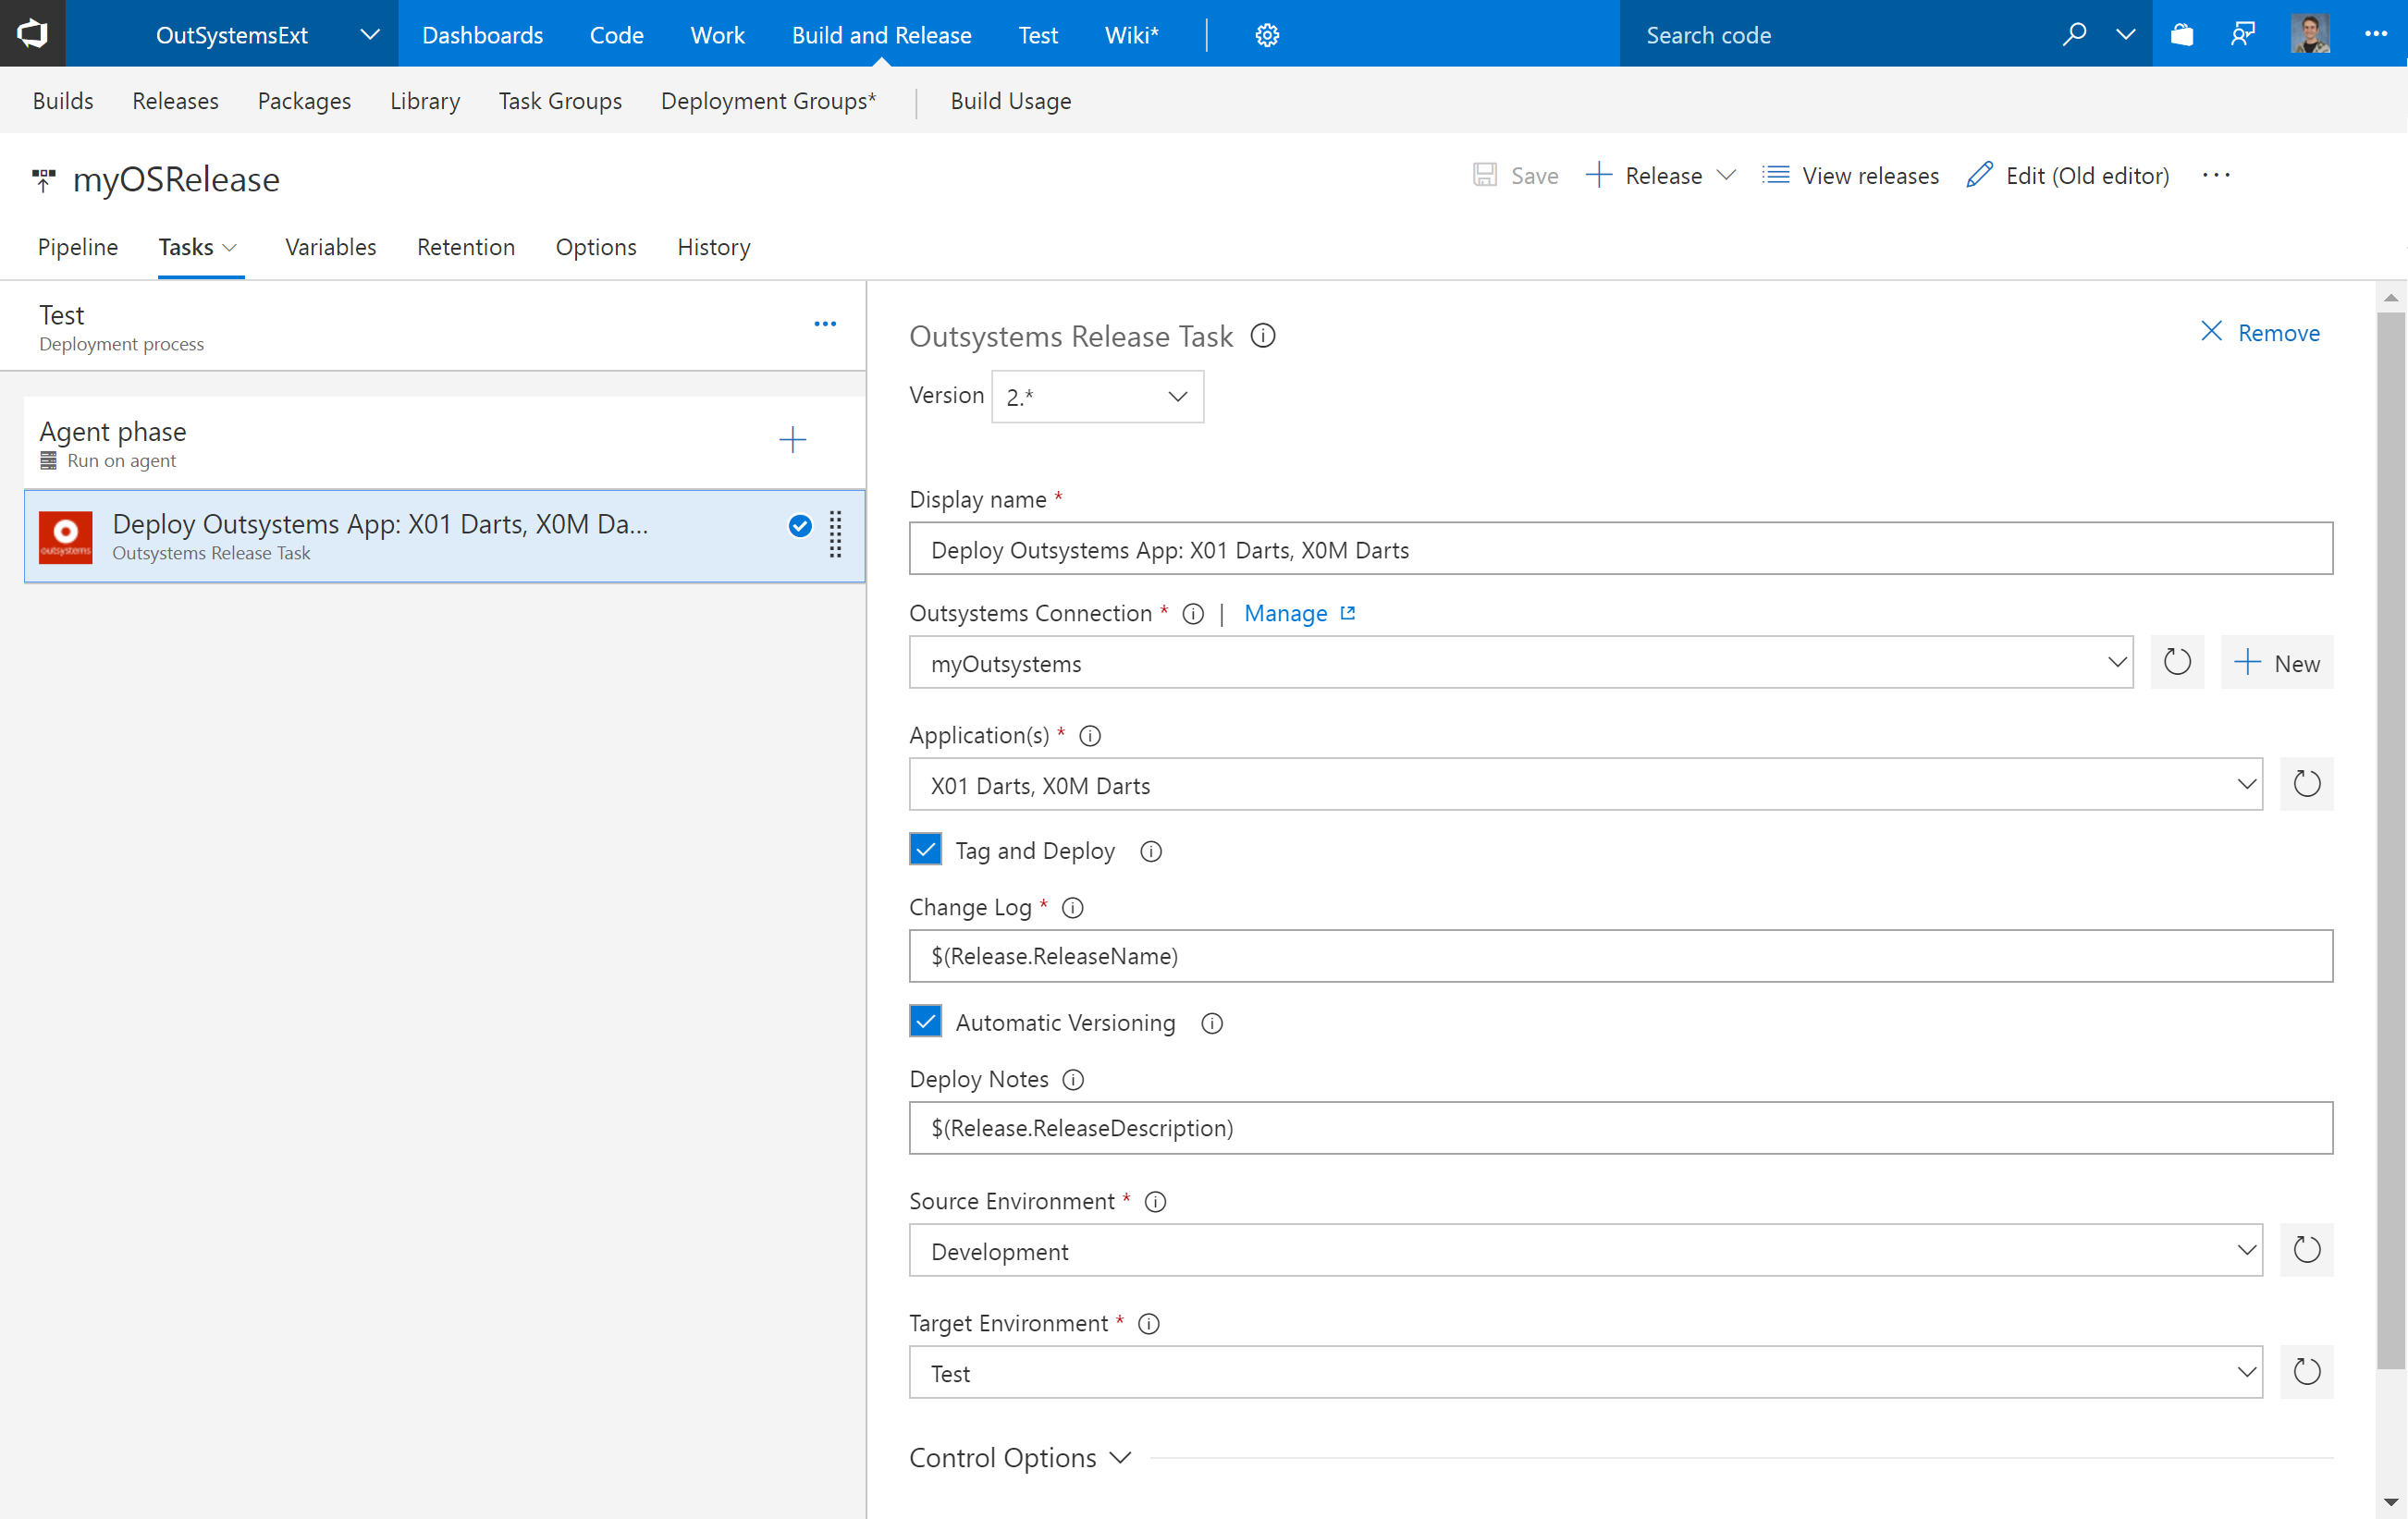 OutSystemsExt Dashboards Code Work Build and Release Test Wiki* Search code
Builds Releases Packages Library Task Groups Deployment Groups* Build Usage
myOSRelease Save Release View releases Edit (Old editor)
Pipeline Tasks Variables Retention Options History
Test
Deployment process
Agent phase
Run on agent
outsystems
Deploy Outsystems App: X01 Darts, X0M Da...
Outsystems Release Task
Outsystems Release Task Remove
Version 2.*
Display name *
Deploy Outsystems App: X01 Darts, X0M Darts
Outsystems Connection * | Manage
myOutsystems New
Application(s) *
X01 Darts, X0M Darts
Tag and Deploy
Change Log *
$(Release.ReleaseName)
Automatic Versioning
Deploy Notes
$(Release.ReleaseDescription)
Source Environment *
Development
Target Environment *
Test
Control Options